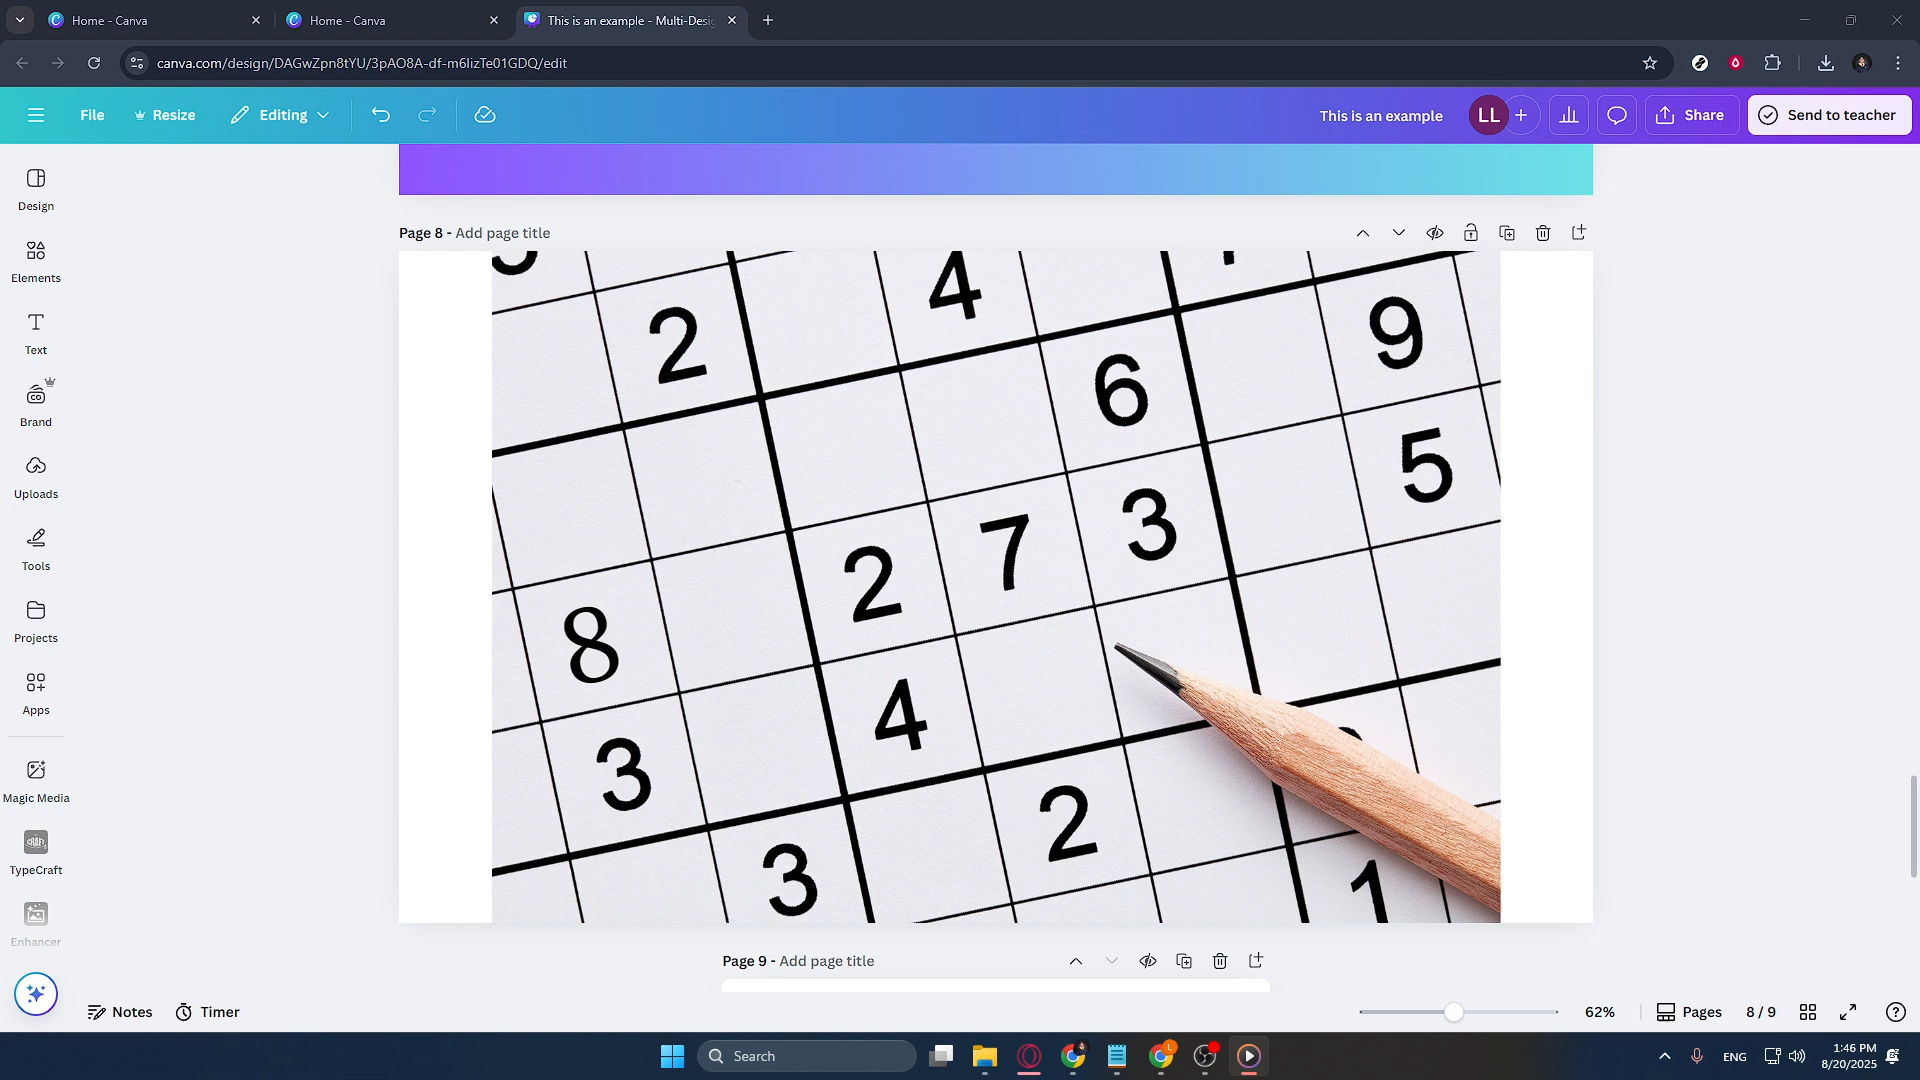 Home - Canva
Home - Canva
This is an example - Multi-Desi
canva.com/design/DAGwZpn8tYU/3pAO8A-df-m6lizTe01GDQ/edit
File
Resize
Editing
This is an example
LL
Share
Send to teacher
Design
Elements
Text
Brand
Uploads
Tools
Projects
Apps
Magic Media
CRAFT
TypeCraft
Enhancer
Page 8 - Add page title
4
2
9
6
5
2 7 3
8
4
3
2
3
1
Page 9 - Add page title
Notes
Timer
62%
Pages
8 / 9
Search
ENG
1:46 PM
8/20/2025